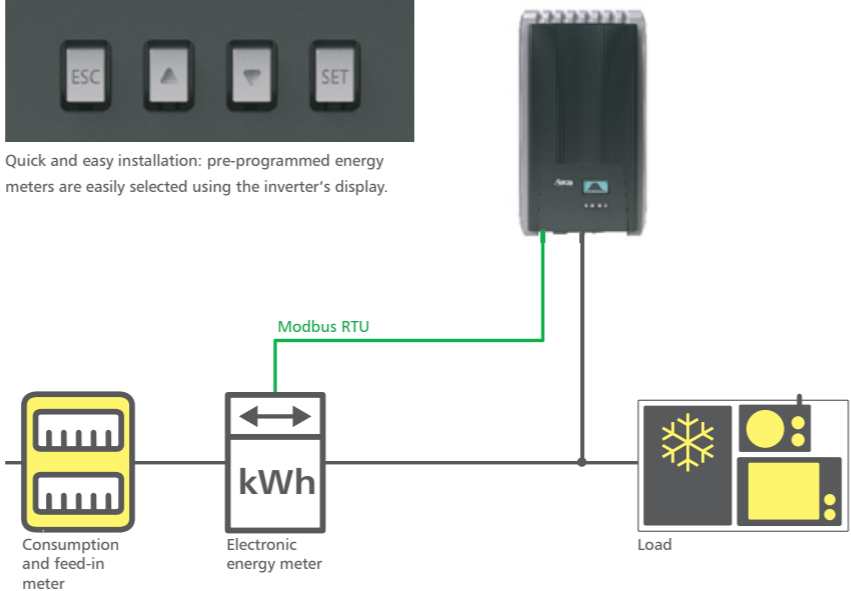 ESC
SET
Quick and easy installation: pre-programmed energy
meters are easily selected using the inverter's display.
Modbus RTU
kWh
Consumption
and feed-in
meter
Electronic
energy meter
Load